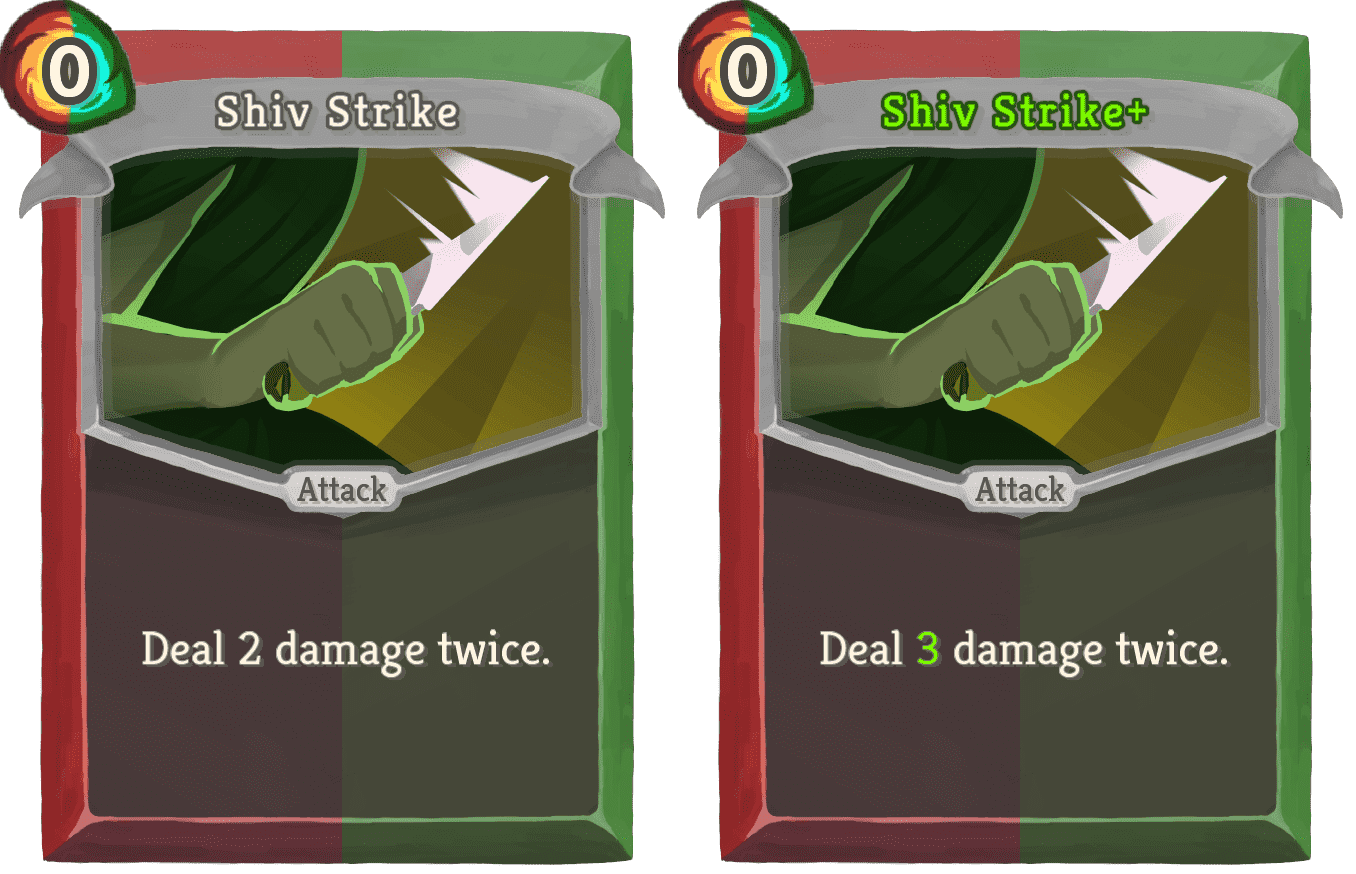 0
Shiv Strike
Attack
Deal 2 damage twice.
0
Shiv Strike+
Attack
Deal 3 damage twice.